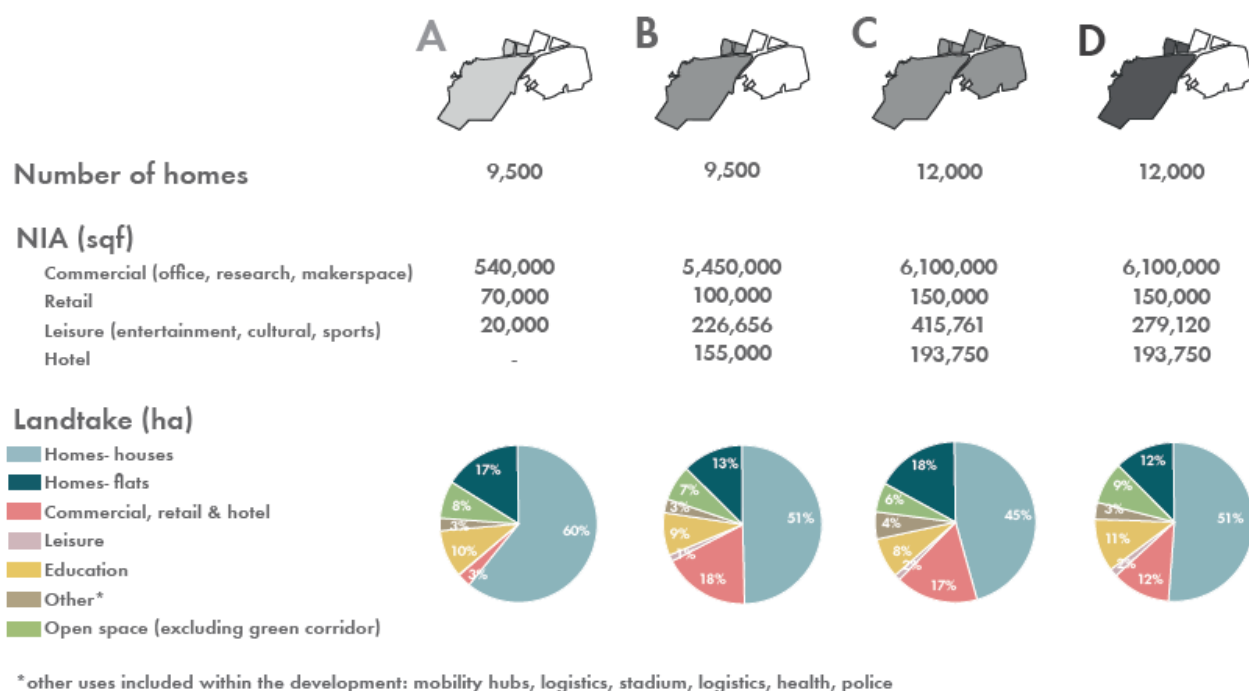 A B C D
Number of homes 9,500 9,500 12,000 12,000
NIA (sqf)
Commercial (office, research, makerspace) 540,000 5,450,000 6,100,000 6,100,000
Retail 70,000 100,000 150,000 150,000
Leisure (entertainment, cultural, sports) 20,000 226,656 415,761 279,120
Hotel - 155,000 193,750 193,750
Landtake (ha)
Homes- houses
Homes- flats
Commercial, retail & hotel
Leisure
Education
Other*
Open space (excluding green corridor)
17%
8%
3%
10%
3%
60%
13%
7%
3%
9%
1%
18%
51%
18%
6%
4%
8%
2%
17%
45%
12%
9%
3%
11%
2%
12%
51%
*other uses included within the development: mobility hubs, logistics, stadium, logistics, health, police